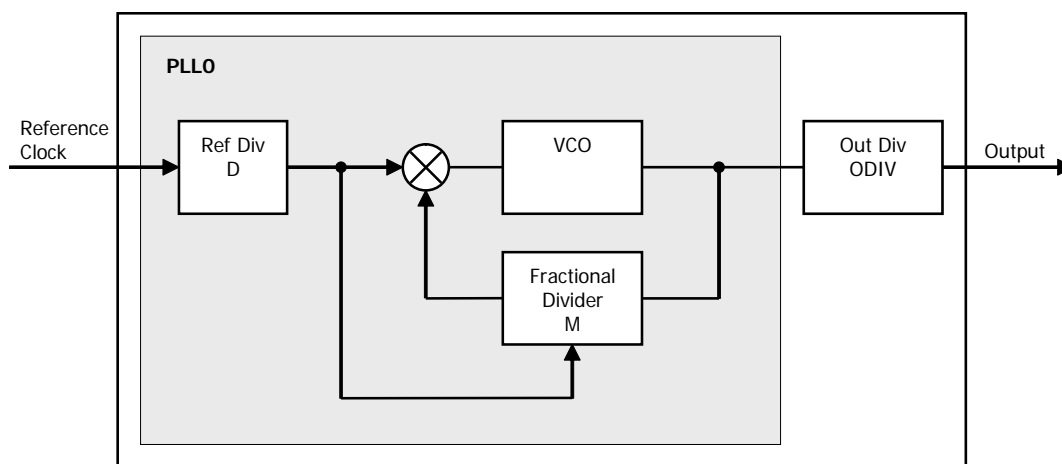 PLL0
Reference
Clock
Ref Div
D
VCO
Out Div
ODIV
Output
Fractional
Divider
M